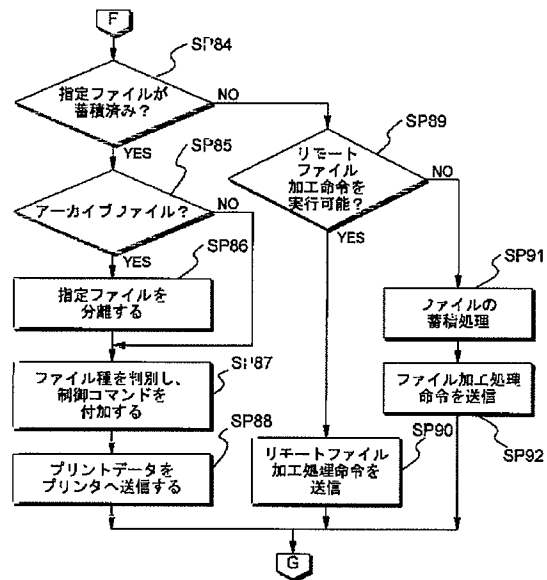 F
SP84
指定ファイルが
蓄積済み？
NO
YES
SP85
アーカイブファイル？
NO
YES
SP86
指定ファイルを
分離する
SP87
ファイル種を判別し、
制御コマンドを
付加する
SP88
プリントデータを
プリンタへ送信する
SP89
リモート
ファイル
加工命令を
実行可能？
NO
YES
SP90
リモートファイル
加工処理命令を
送信
SP91
ファイルの
蓄積処理
ファイル加工処理
命令を送信
SP92
G